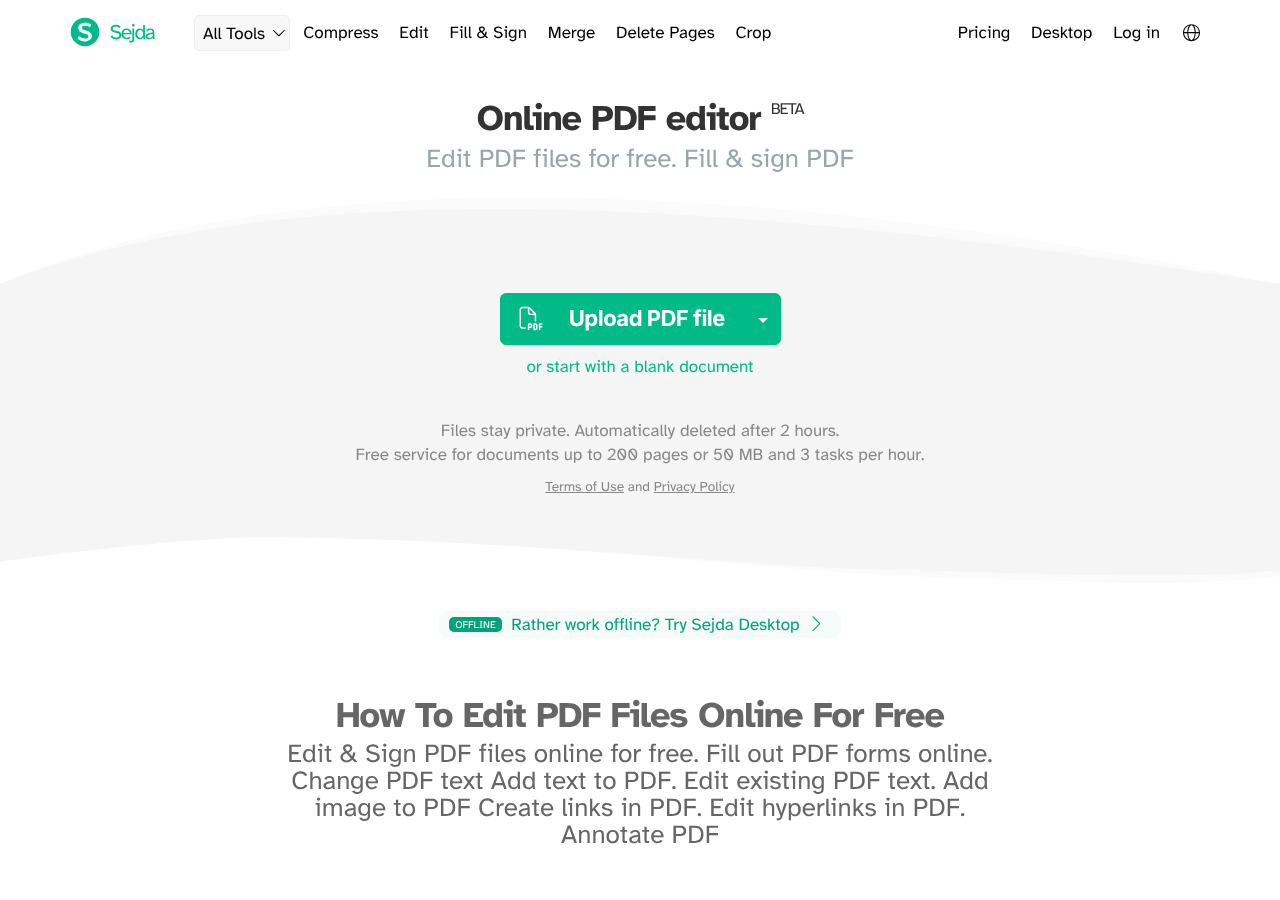 S Sejda All Tools Compress Edit Fill & Sign Merge Delete Pages Crop Pricing Desktop Log in
Online PDF editor BETA
Edit PDF files for free. Fill & sign PDF
PDF Upload PDF file
or start with a blank document
Files stay private. Automatically deleted after 2 hours.
Free service for documents up to 200 pages or 50 MB and 3 tasks per hour.
Terms of Use and Privacy Policy
OFFLINE Rather work offline? Try Sejda Desktop
How To Edit PDF Files Online For Free
Edit & Sign PDF files online for free. Fill out PDF forms online.
Change PDF text Add text to PDF. Edit existing PDF text. Add
image to PDF Create links in PDF. Edit hyperlinks in PDF.
Annotate PDF